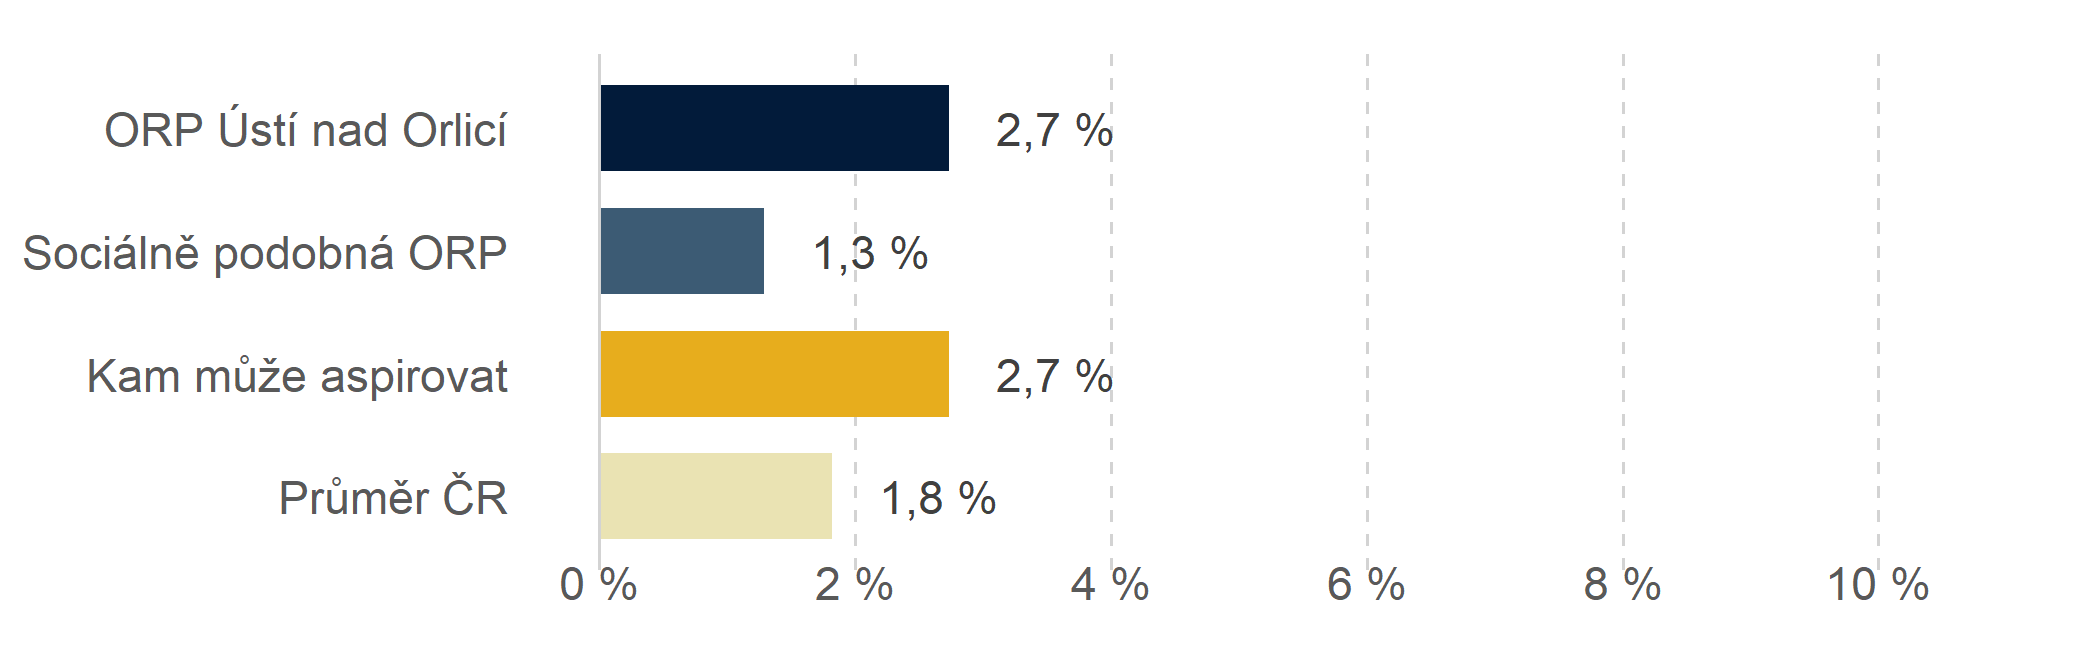 ORP Ústí nad Orlicí 2,7 %
Sociálně podobná ORP 1,3 %
Kam může aspirovat 2,7 %
Průměr ČR 1,8 %
0 % 2 % 4 % 6 % 8 % 10 %